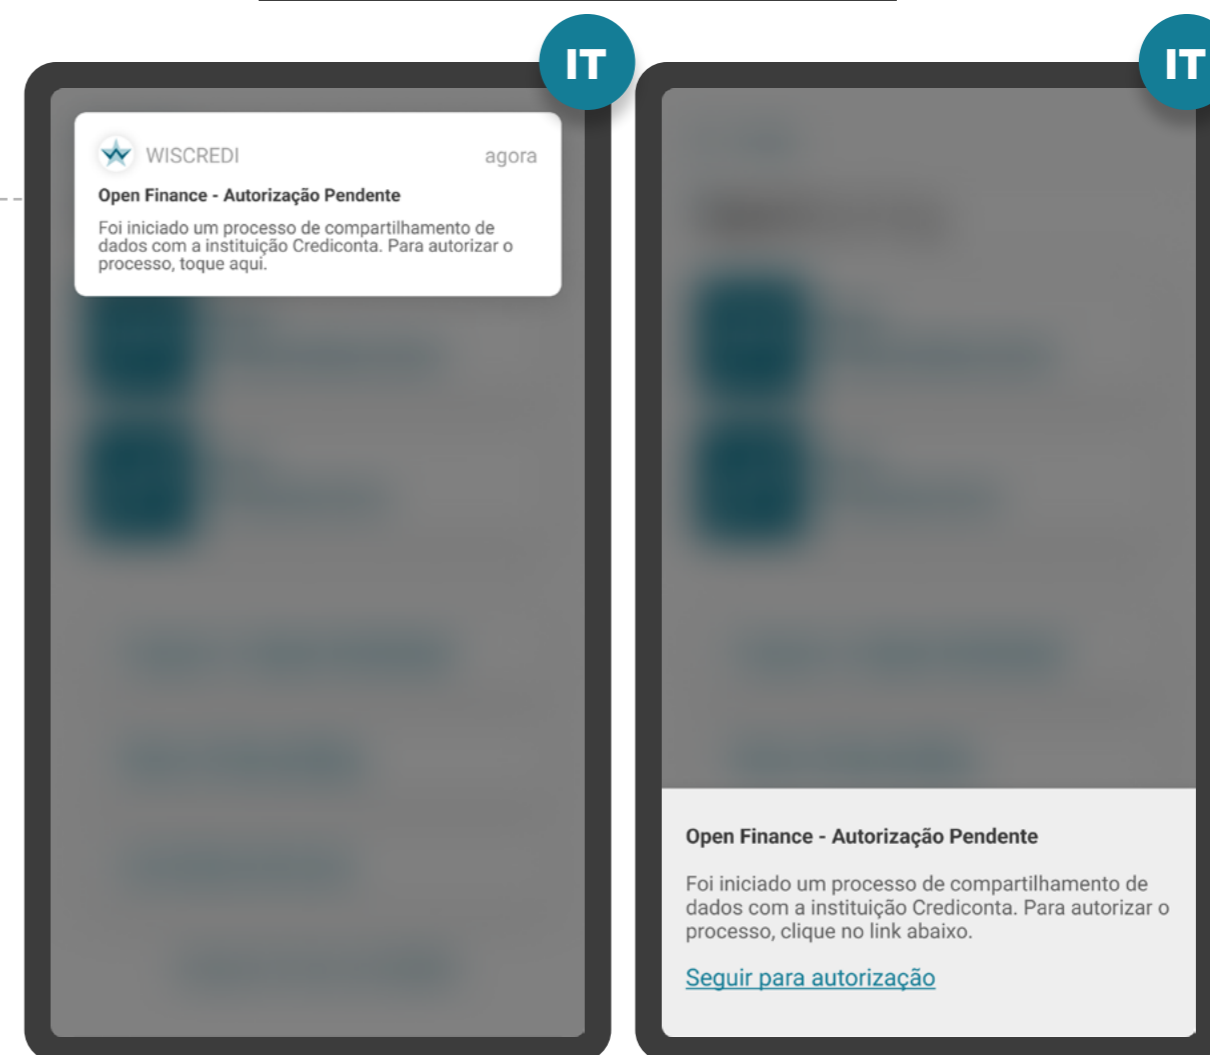 IT
WISCREDI
agora
Open Finance - Autorização Pendente
Foi iniciado um processo de compartilhamento de
dados com a instituição Crediconta. Para autorizar o
processo, toque aqui.
IT
Open Finance - Autorização Pendente
Foi iniciado um processo de compartilhamento de
dados com a instituição Crediconta. Para autorizar o
processo, clique no link abaixo.
Seguir para autorização